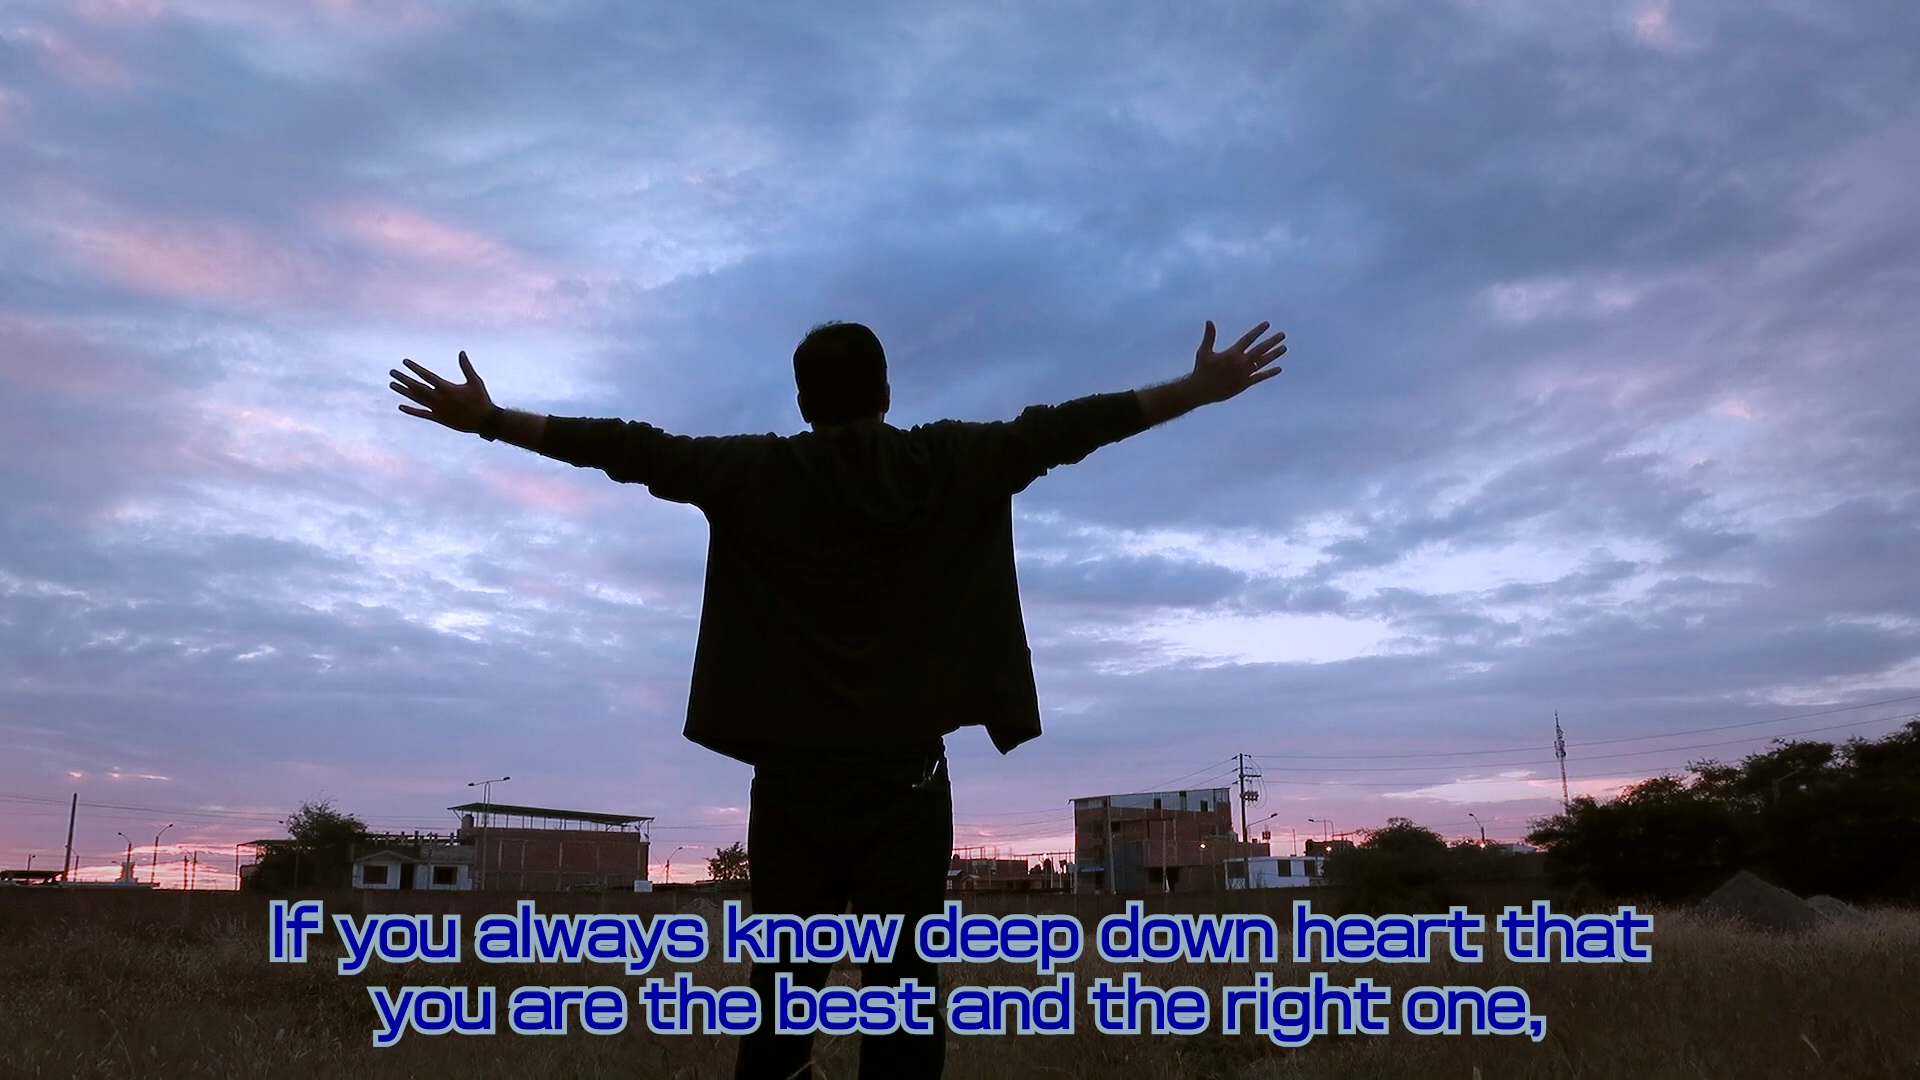 If you always know deep down heart that
you are the best and the right one,